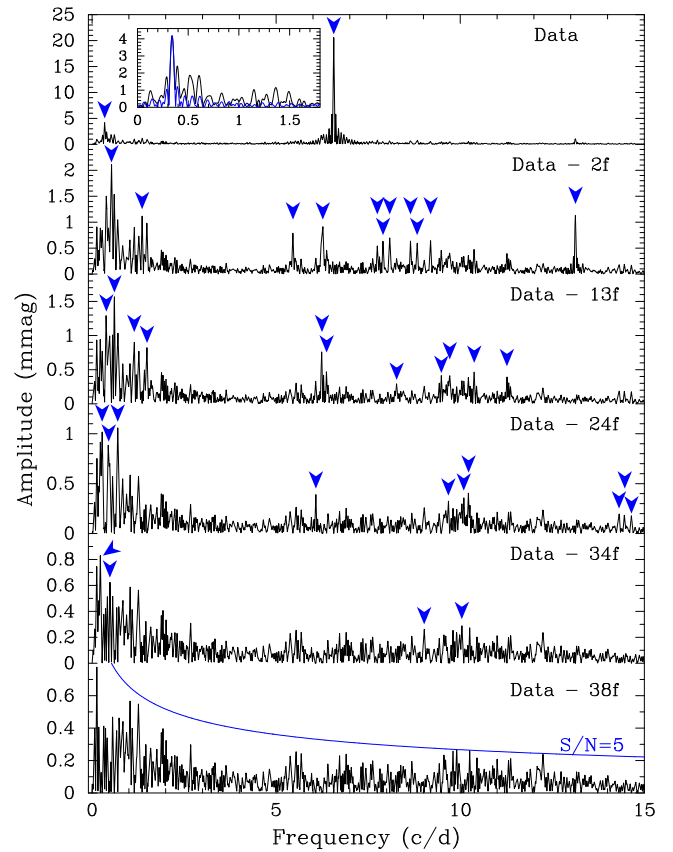 25
20
15
10
5
0
4
3
2
1
0
0 0.5 1 1.5
Data
2
1.5
1
0.5
0
Data - 2f
1.5
1
0.5
0
Data - 13f
1
0.5
0
Data - 24f
0.8
0.6
0.4
0.2
0
Data - 34f
0.6
0.4
0.2
0
Data - 38f
S/N=5
0 5 10 15
Frequency (c/d)
Amplitude (mmag)